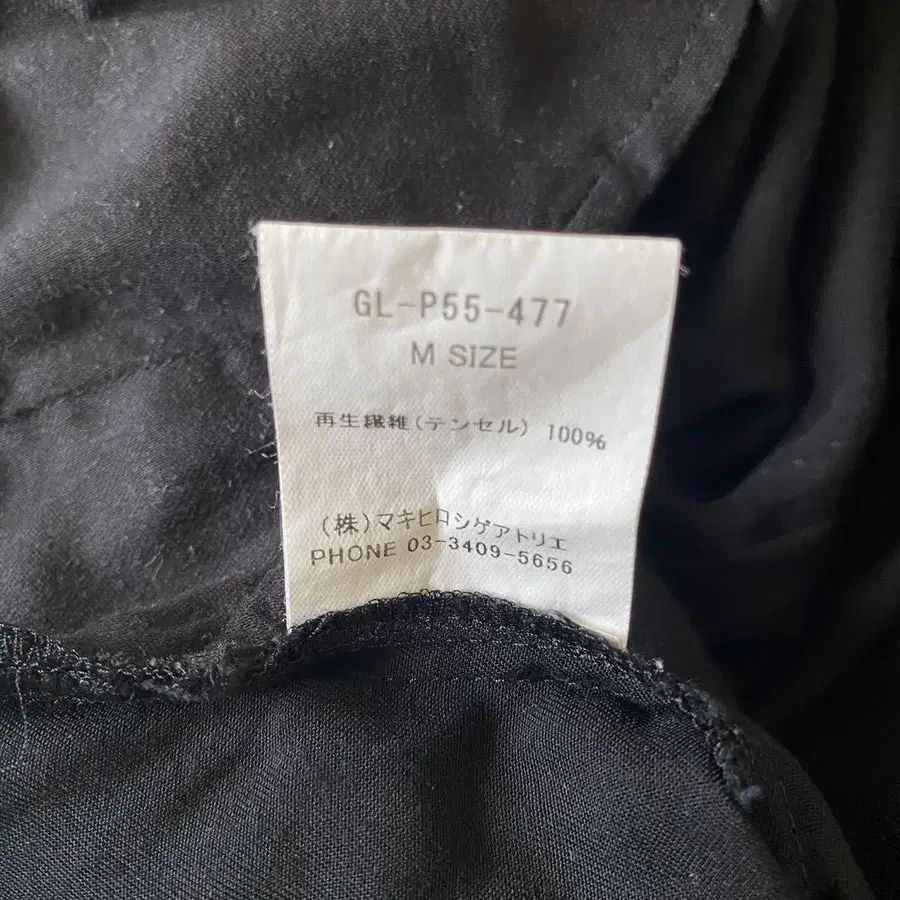 GL-P55-477
M SIZE
再生繊維(テンセル) 100%
(株)マキヒロシゲアトリエ
PHONE 03-3409-5656